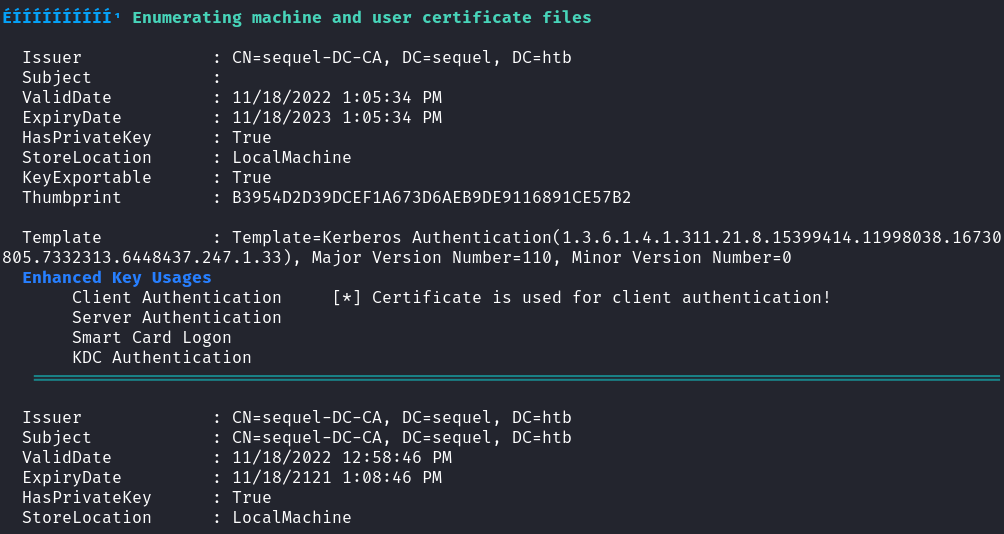 ÉÍÍÍÍÍÍÍÍÍÍ¹ Enumerating machine and user certificate files
Issuer : CN=sequel-DC-CA, DC=sequel, DC=htb
Subject :
ValidDate : 11/18/2022 1:05:34 PM
ExpiryDate : 11/18/2023 1:05:34 PM
HasPrivateKey : True
StoreLocation : LocalMachine
KeyExportable : True
Thumbprint : B3954D2D39DCEF1A673D6AEB9DE9116891CE57B2
Template : Template=Kerberos Authentication(1.3.6.1.4.1.311.21.8.15399414.11998038.16730
805.7332313.6448437.247.1.33), Major Version Number=110, Minor Version Number=0
Enhanced Key Usages
Client Authentication [*] Certificate is used for client authentication!
Server Authentication
Smart Card Logon
KDC Authentication
Issuer : CN=sequel-DC-CA, DC=sequel, DC=htb
Subject : CN=sequel-DC-CA, DC=sequel, DC=htb
ValidDate : 11/18/2022 12:58:46 PM
ExpiryDate : 11/18/2121 1:08:46 PM
HasPrivateKey : True
StoreLocation : LocalMachine